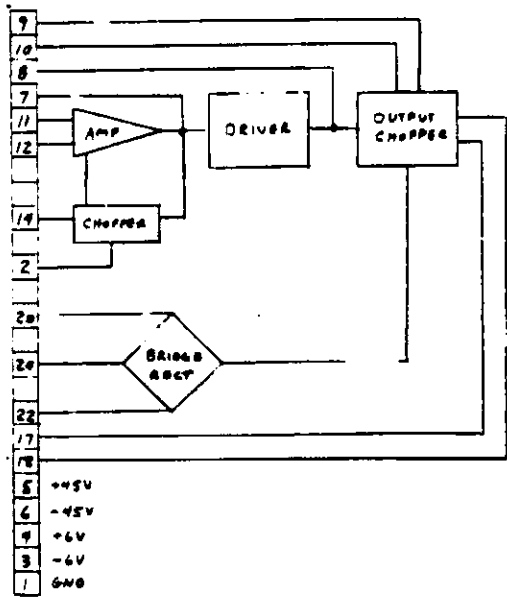 9
10
8
7
11
12
AMP
DRIVER
OUTPUT
CHOPPER
14
CHOPPER
2
20
24
BRIDGE
RECT
22
17
18
5 +45V
6 -45V
4 +6V
3 -6V
1 GND